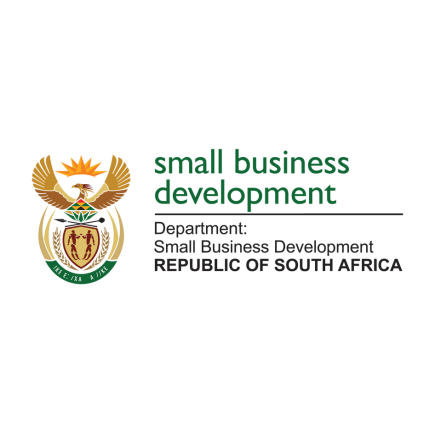 small business
development
Department:
Small Business Development
REPUBLIC OF SOUTH AFRICA